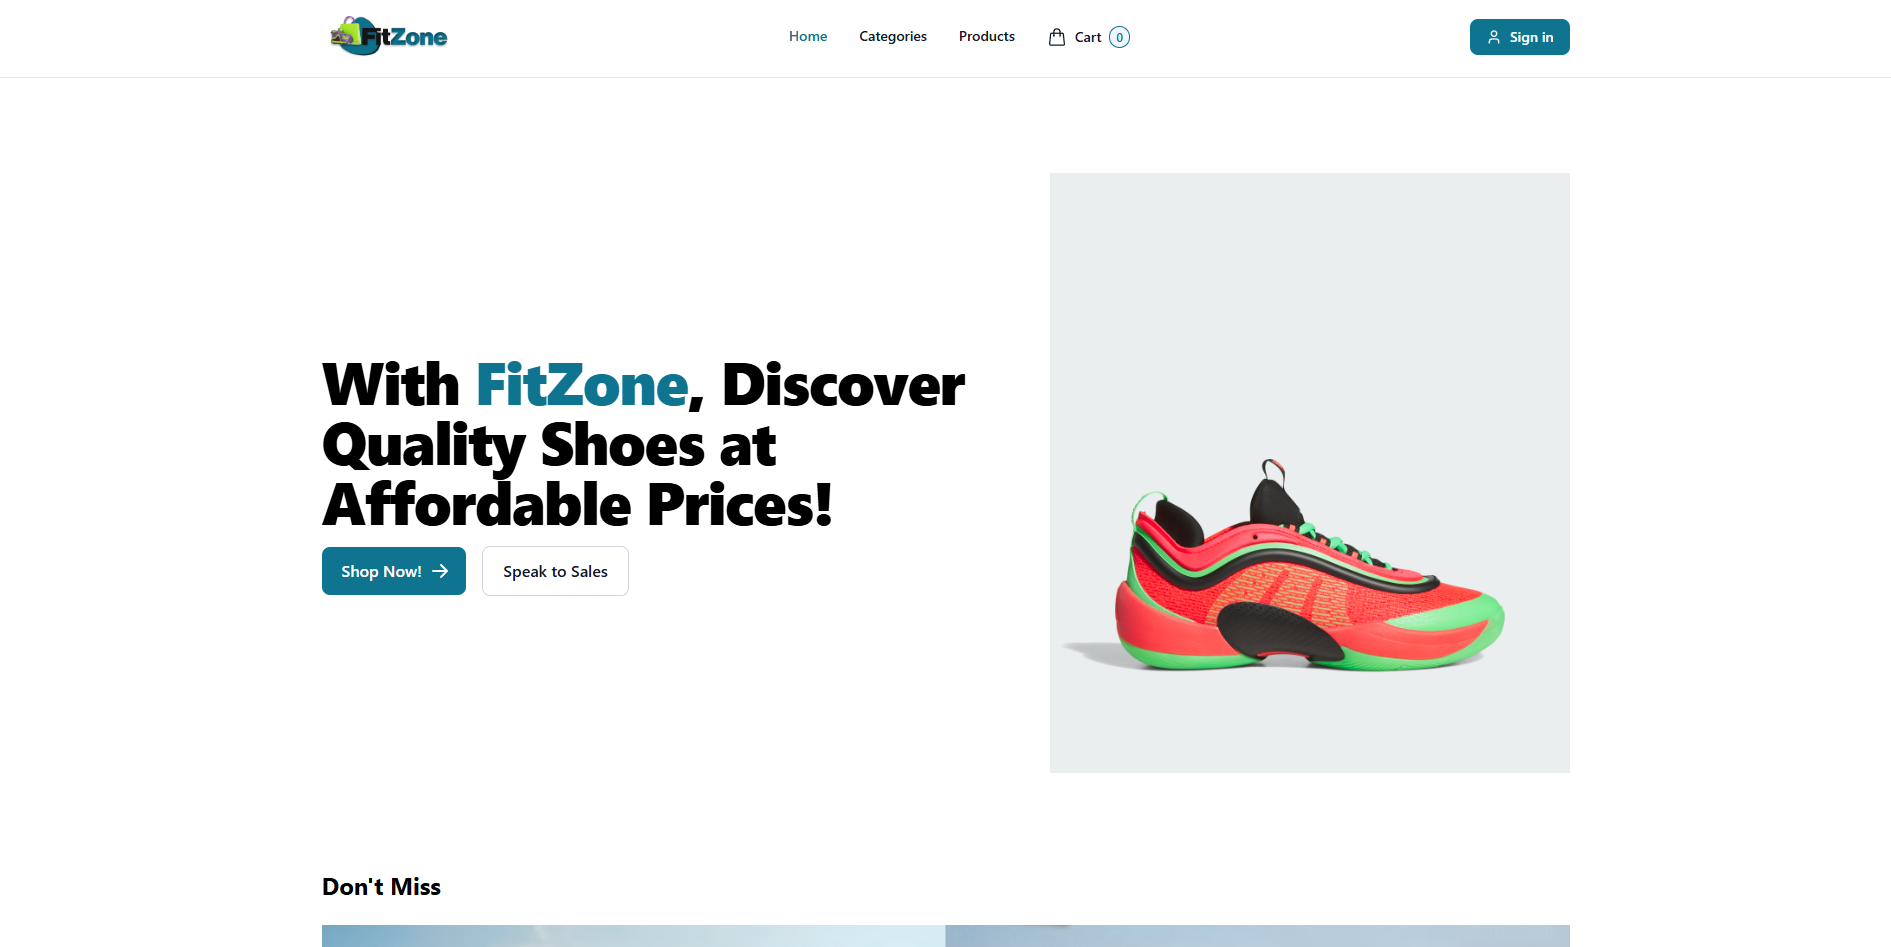 FitZone
Home
Categories
Products
Cart 0
Sign in
With FitZone, Discover
Quality Shoes at
Affordable Prices!
Shop Now!
Speak to Sales
Don't Miss